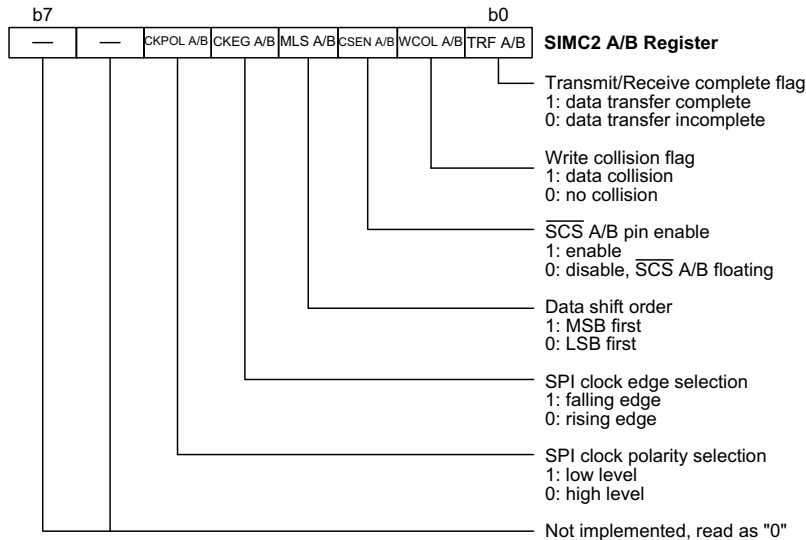 b7 b0
— — CKPOL A/B CKEG A/B MLS A/B CSEN A/B WCOL A/B TRF A/B SIMC2 A/B Register
Transmit/Receive complete flag
1: data transfer complete
0: data transfer incomplete
Write collision flag
1: data collision
0: no collision
SCS A/B pin enable
1: enable
0: disable, SCS A/B floating
Data shift order
1: MSB first
0: LSB first
SPI clock edge selection
1: falling edge
0: rising edge
SPI clock polarity selection
1: low level
0: high level
Not implemented, read as "0"